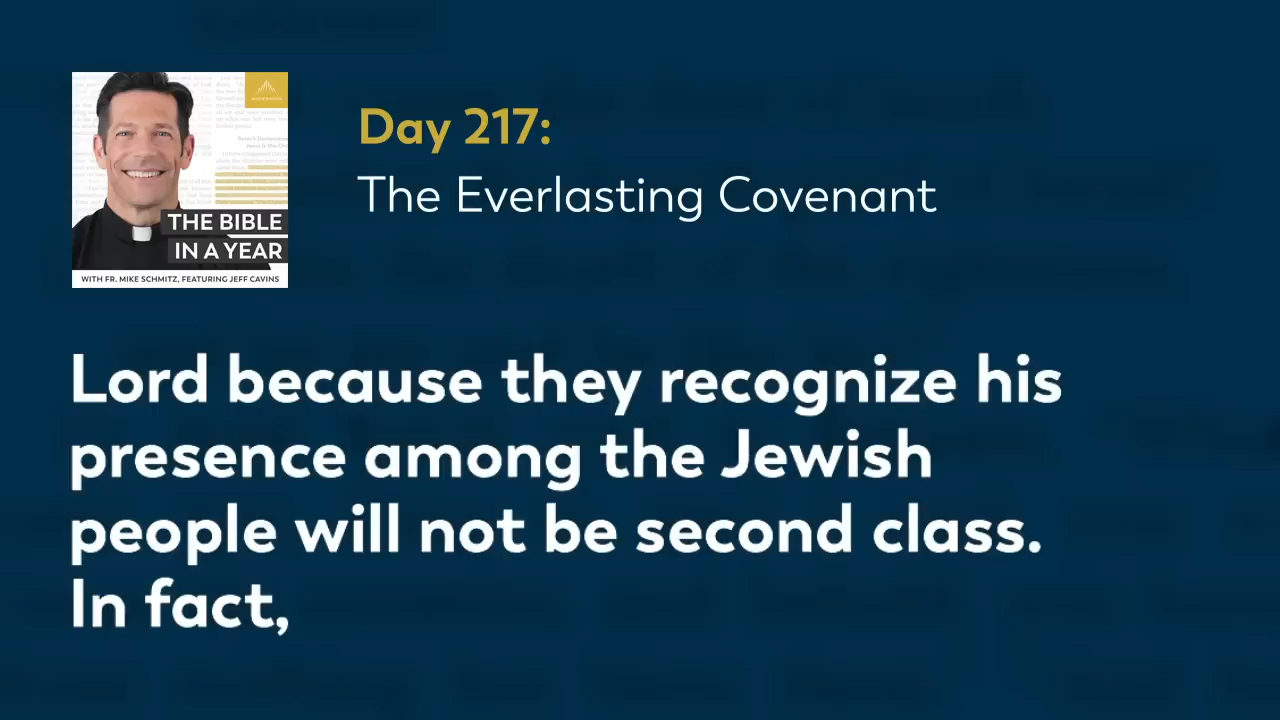 Day 217:
The Everlasting Covenant
THE BIBLE
IN A YEAR
WITH FR. MIKE SCHMITZ, FEATURING JEFF CAVINS
Lord because they recognize his
presence among the Jewish
people will not be second class.
In fact,